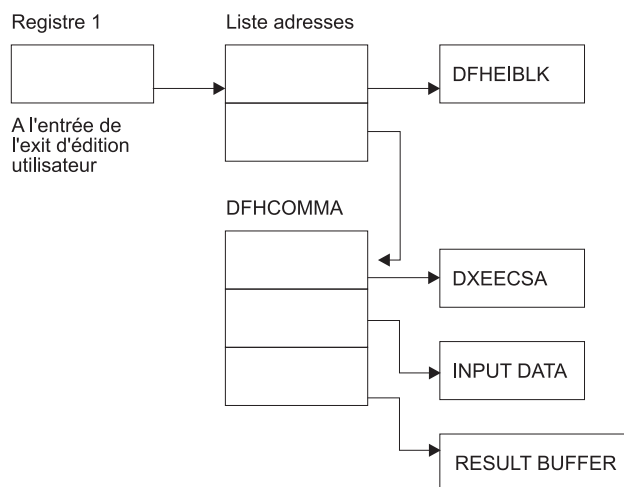 Registre 1
Liste adresses
DFHEIBLK
A l'entrée de
l'exit d'édition
utilisateur
DFHCOMMA
DXEECSA
INPUT DATA
RESULT BUFFER